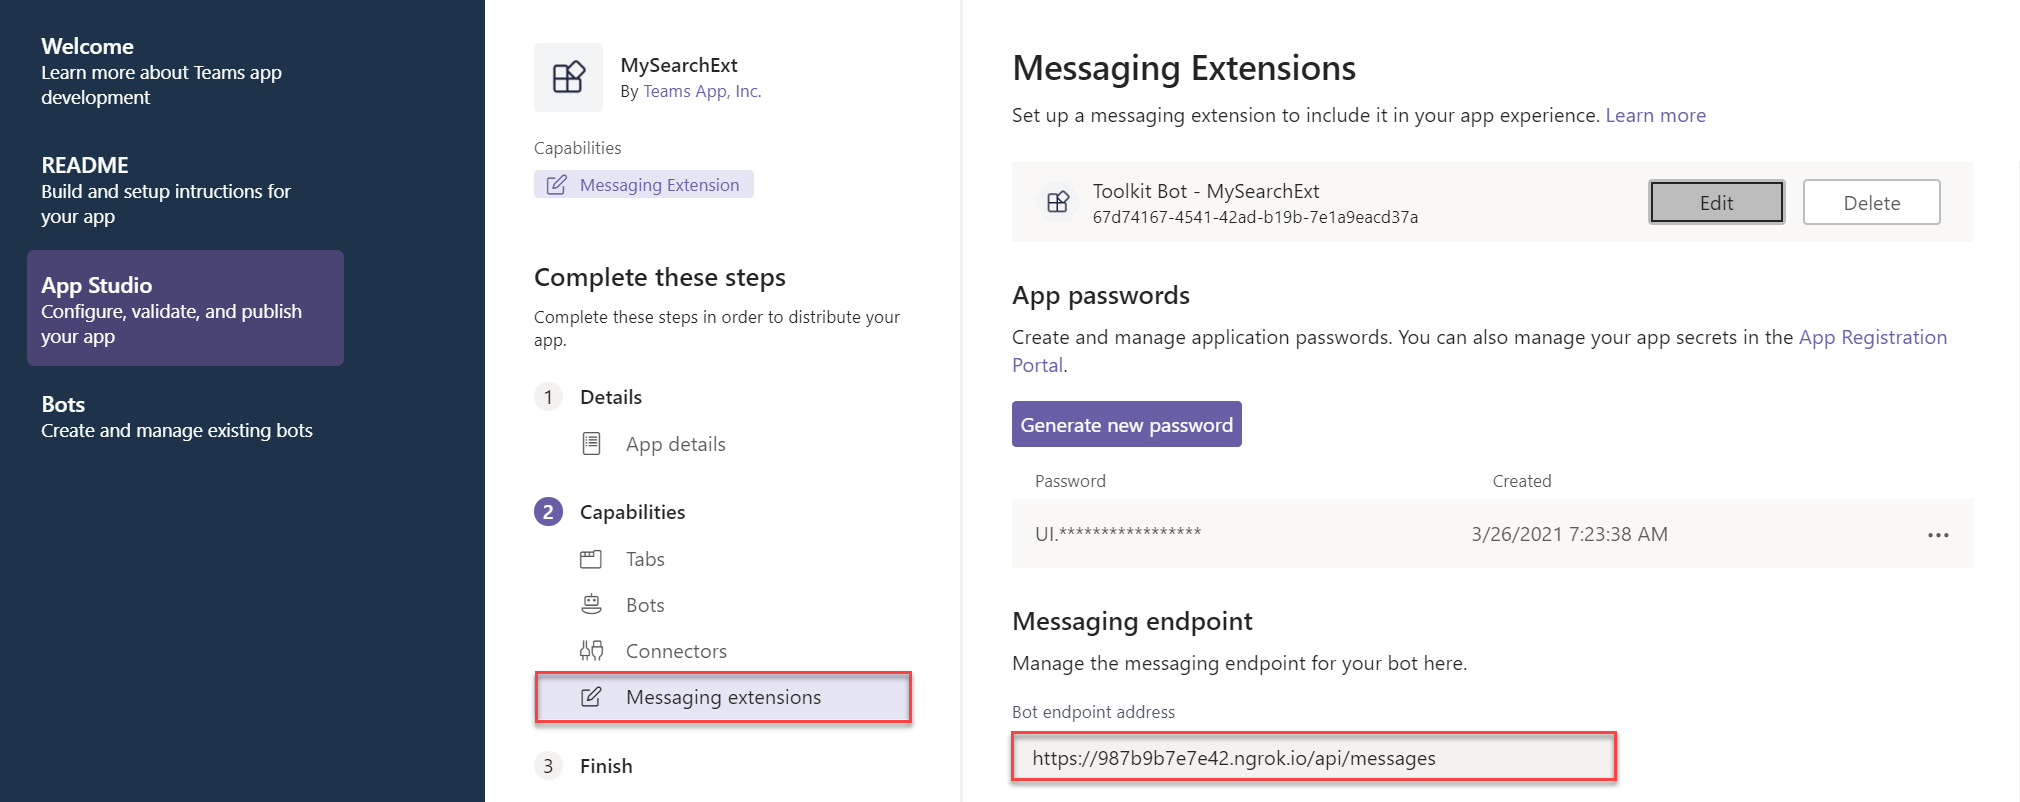 Welcome
Learn more about Teams app
development
README
Build and setup intructions for
your app
App Studio
Configure, validate, and publish
your app
Bots
Create and manage existing bots
MySearchExt
By Teams App, Inc.
Capabilities
Messaging Extension
Complete these steps
Complete these steps in order to distribute your
app.
1 Details
App details
2 Capabilities
Tabs
Bots
Connectors
Messaging extensions
3 Finish
Messaging Extensions
Set up a messaging extension to include it in your app experience. Learn more
Toolkit Bot - MySearchExt
67d74167-4541-42ad-b19b-7e1a9eacd37a
Edit Delete
App passwords
Create and manage application passwords. You can also manage your app secrets in the App Registration
Portal.
Generate new password
Password Created
UI.***************** 3/26/2021 7:23:38 AM ...
Messaging endpoint
Manage the messaging endpoint for your bot here.
Bot endpoint address
https://987b9b7e7e42.ngrok.io/api/messages